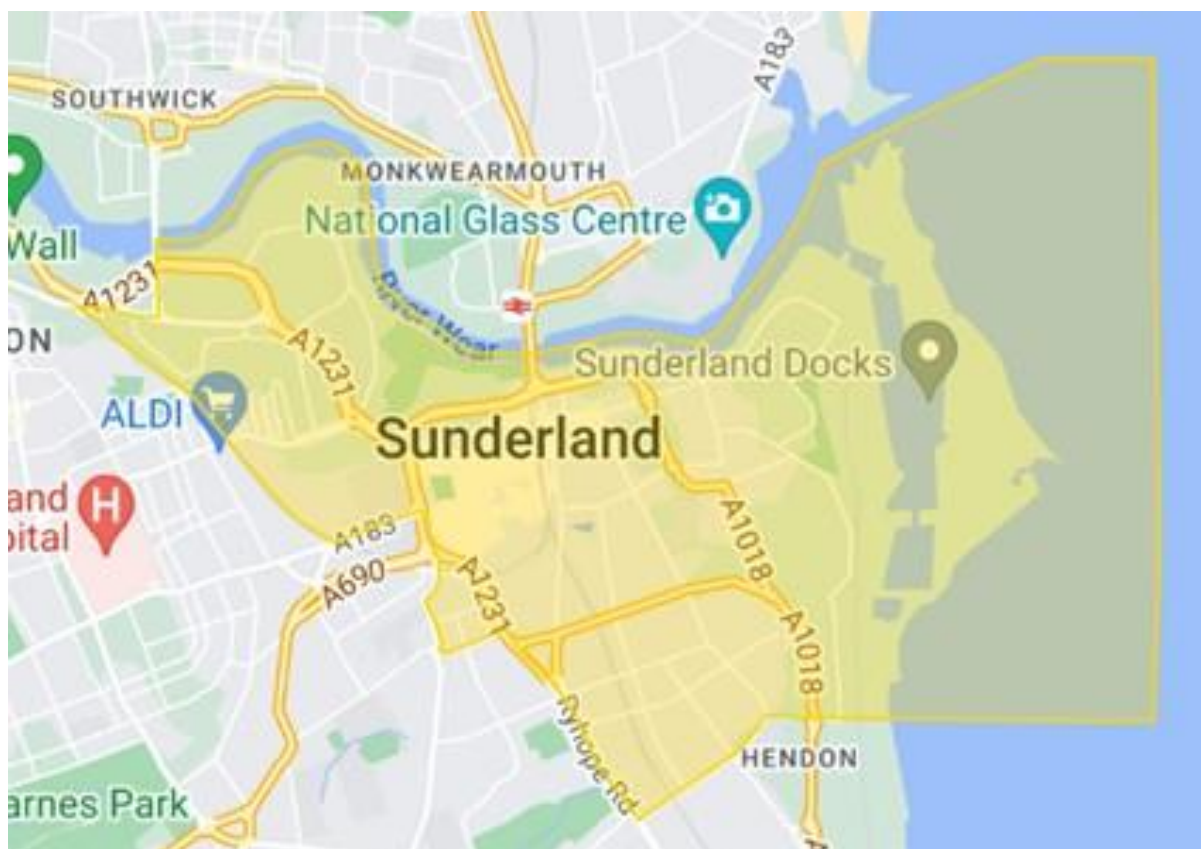 A183
SOUTHWICK
MONKWEARMOUTH
National Glass Centre
Wall
A1231
River Wear
ON
A1231
Sunderland Docks
ALDI
Sunderland
and
H
pital
A183
A1018
A690
A1231
A1018
Ryhope Rd
HENDON
arnes Park